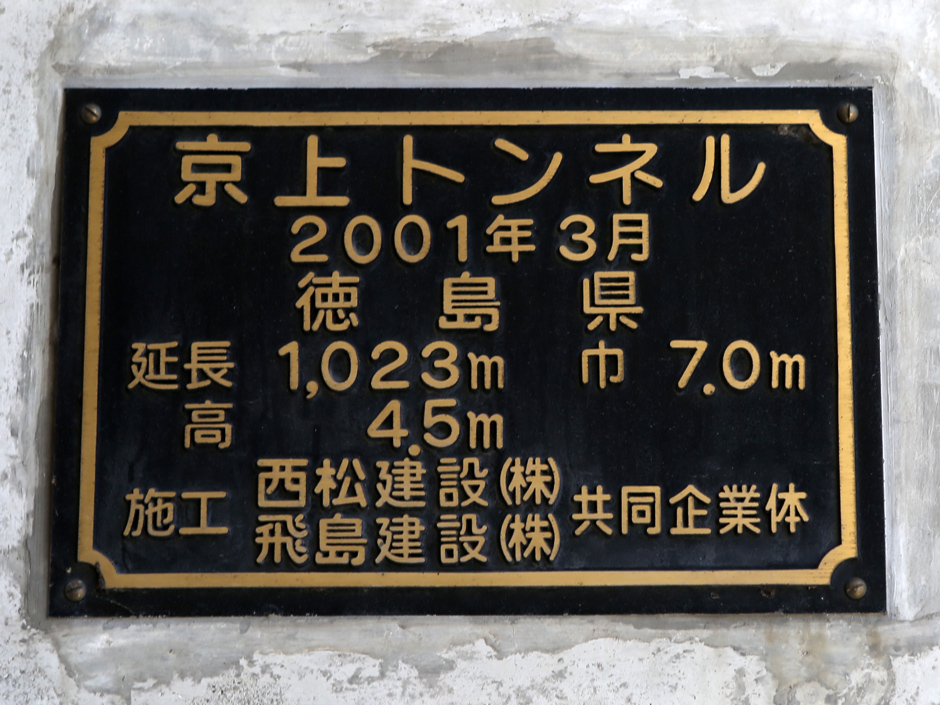 京上トンネル
2001年3月
徳島県
延長 1,023m 巾 7.0m
高 4.5m
施工 西松建設(株)
飛島建設(株)
共同企業体